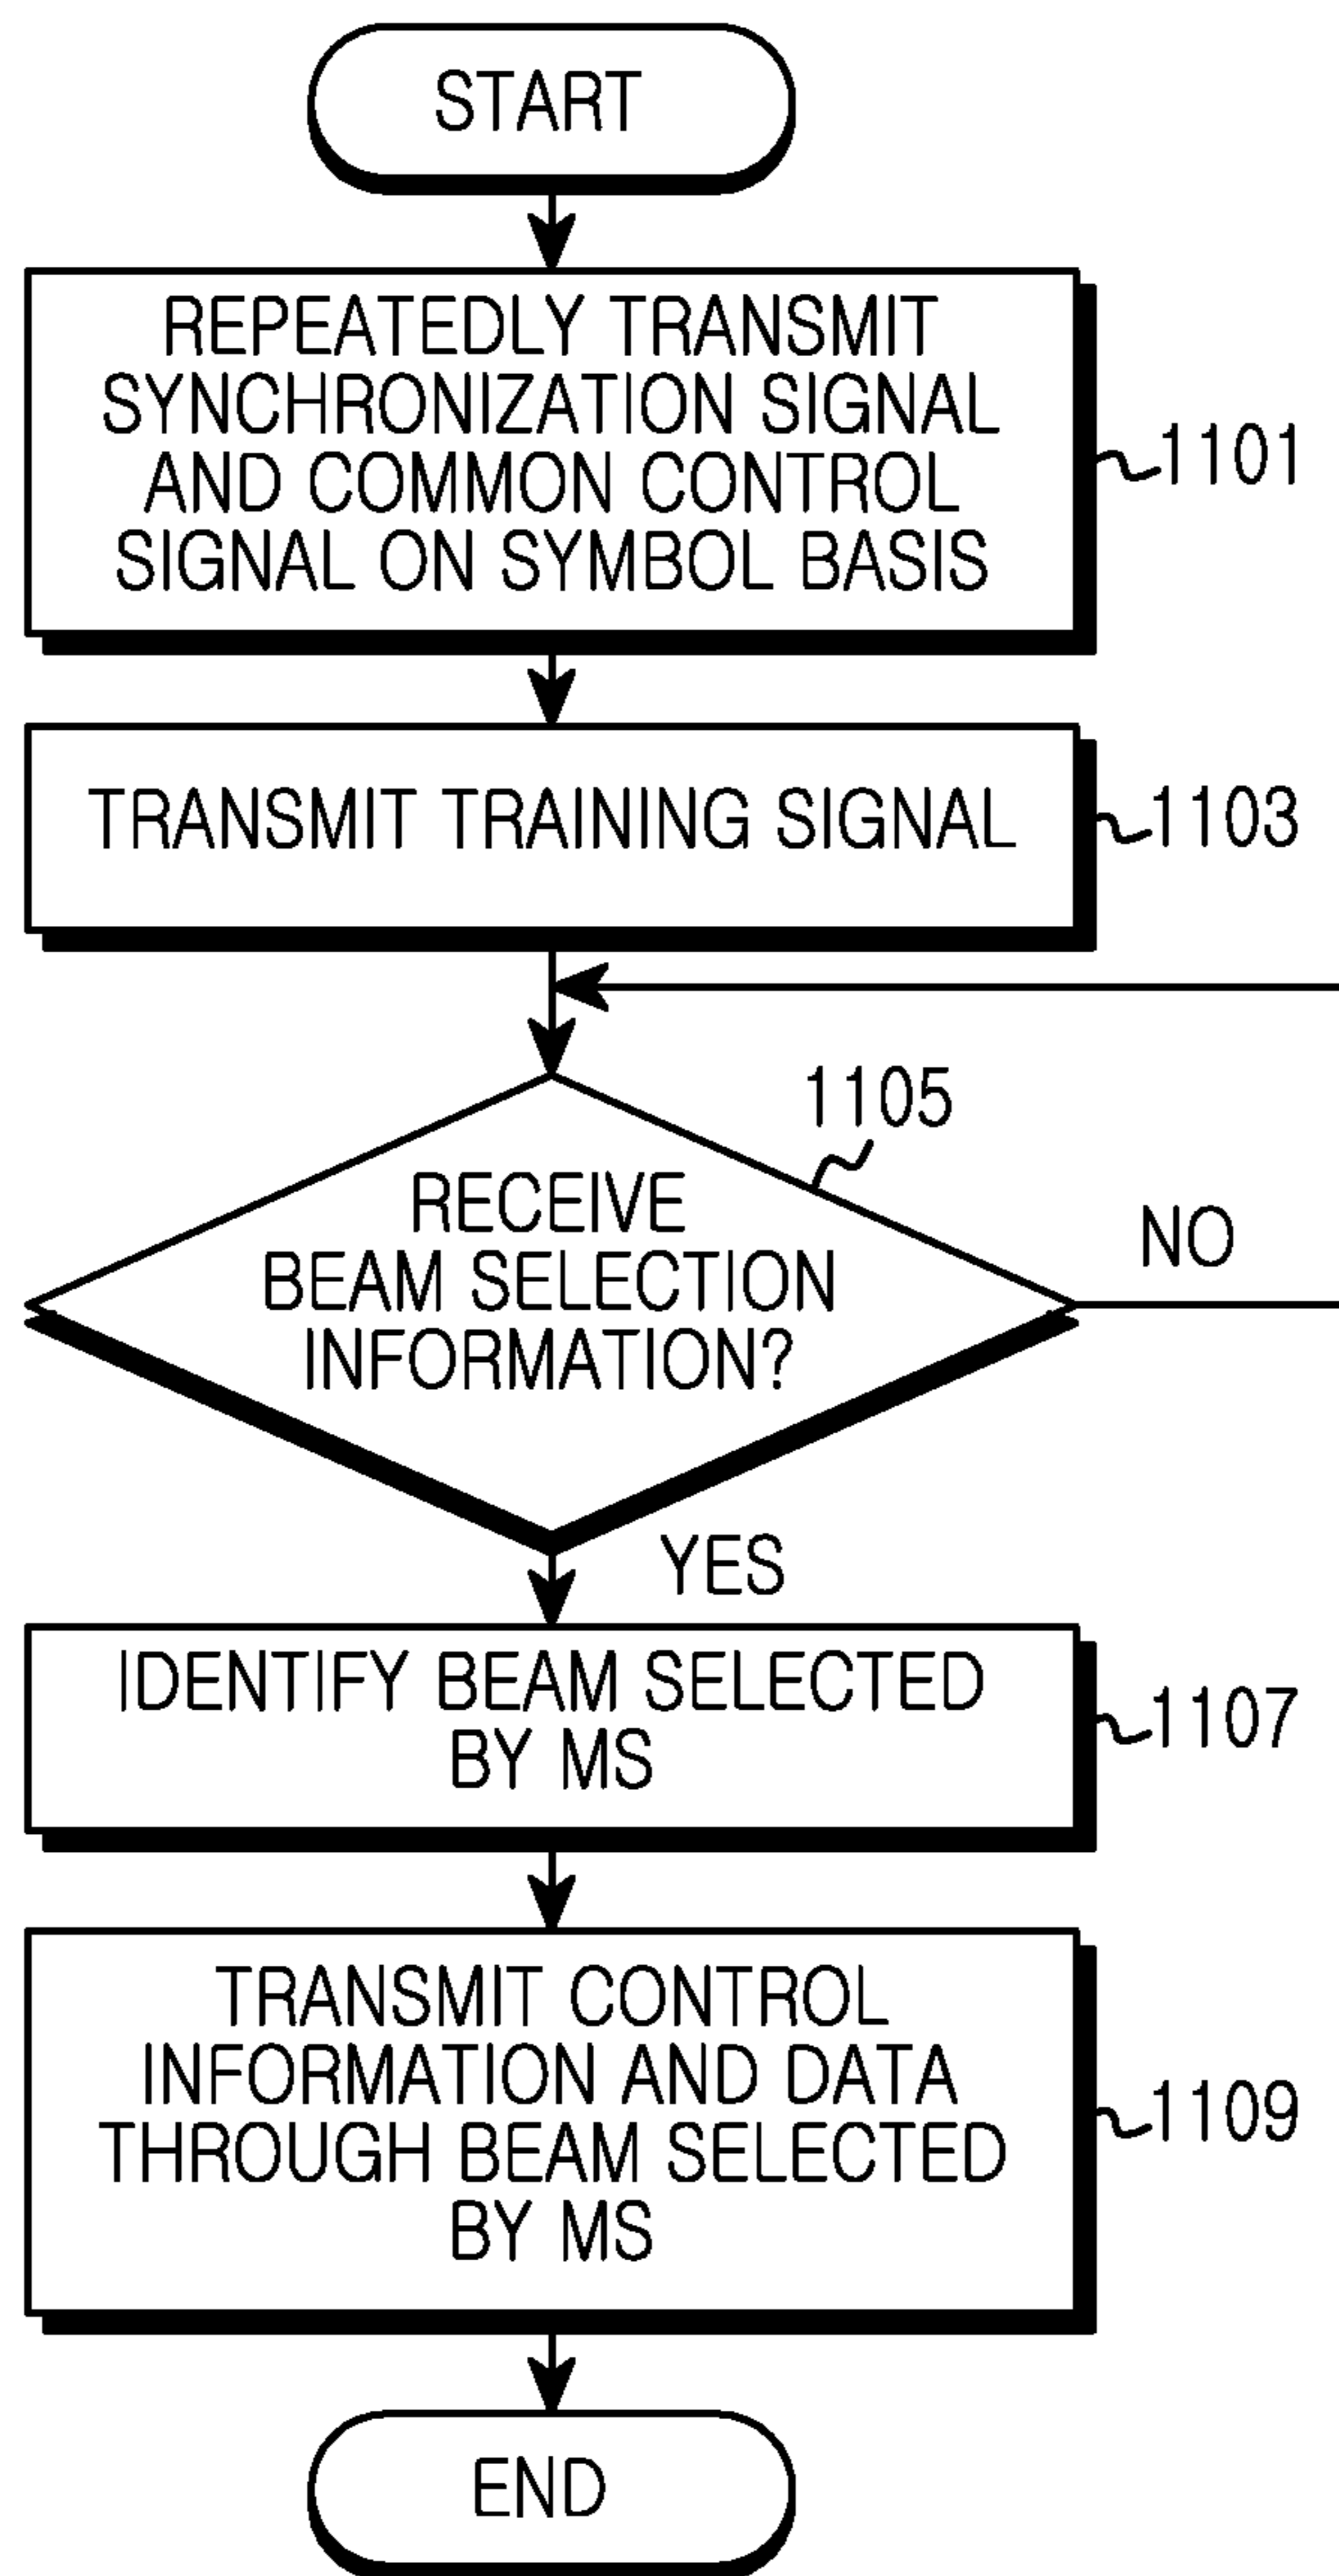 START
REPEATEDLY TRANSMIT
SYNCHRONIZATION SIGNAL
AND COMMON CONTROL
SIGNAL ON SYMBOL BASIS
1101
TRANSMIT TRAINING SIGNAL
1103
1105
RECEIVE
BEAM SELECTION
INFORMATION?
NO
YES
IDENTIFY BEAM SELECTED
BY MS
1107
TRANSMIT CONTROL
INFORMATION AND DATA
THROUGH BEAM SELECTED
BY MS
1109
END